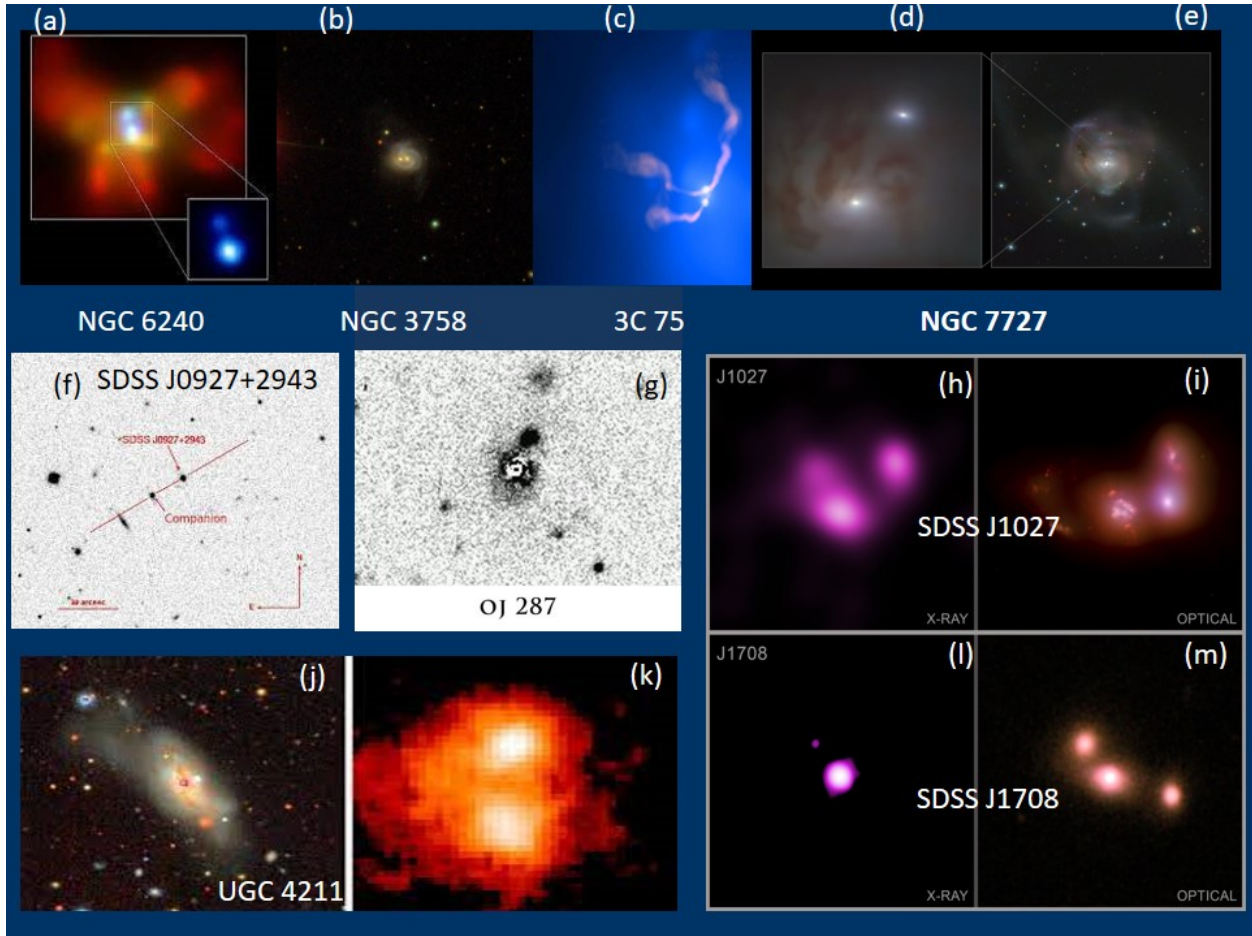 (a)
(b)
(c)
(d)
(e)
NGC 6240
NGC 3758
3C 75
NGC 7727
(f) SDSS J0927+2943
SDSS J0927+2943
Companion
N
E
(g)
OJ 287
J1027
(h)
(i)
SDSS J1027
X-RAY
OPTICAL
(j)
UGC 4211
(k)
J1708
(l)
(m)
SDSS J1708
X-RAY
OPTICAL